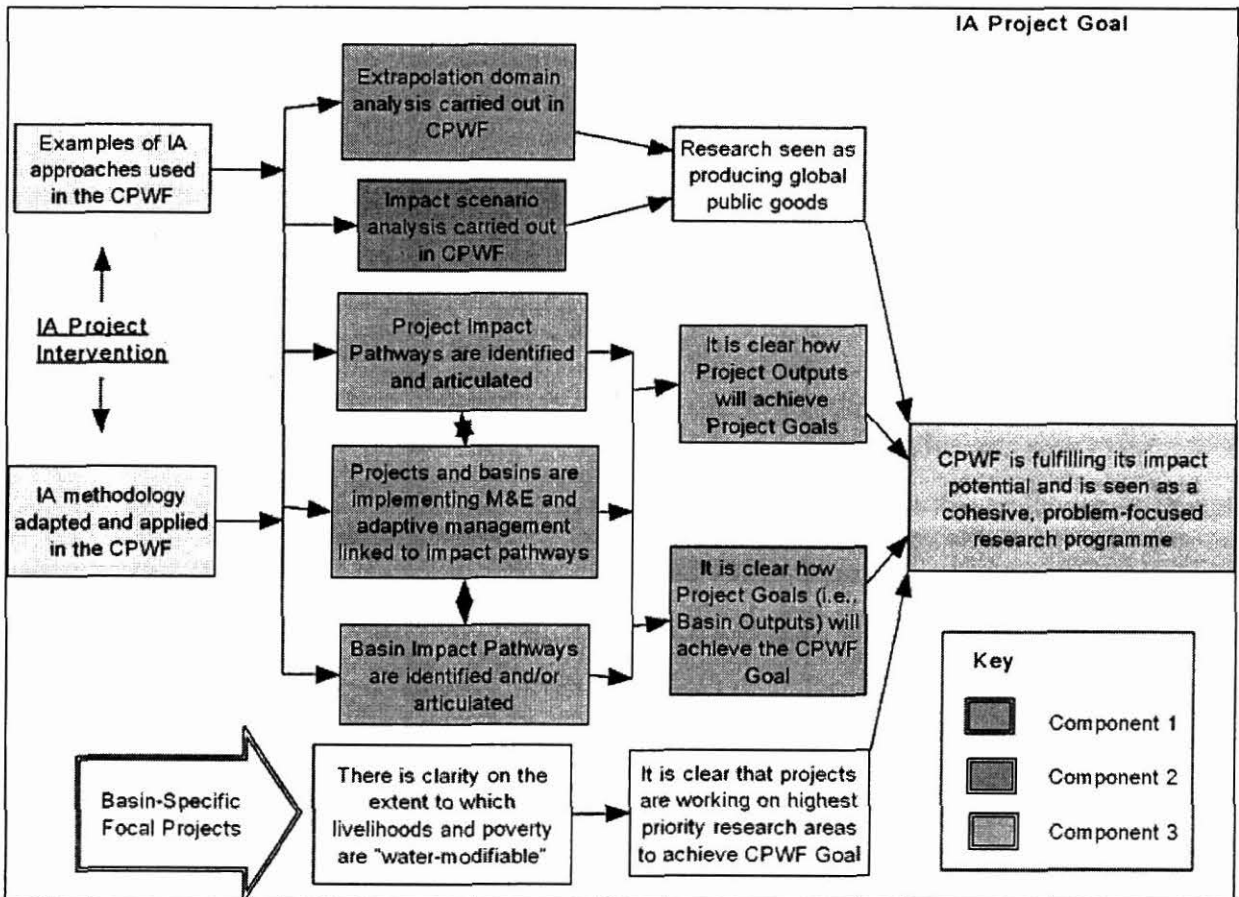 IA Project Goal
Extrapolation domain
analysis carried out in
CPWF
Examples of IA
approaches used
in the CPWF
Research seen as
producing global
public goods
Impact scenario
analysis carried out
in CPWF
IA Project
Intervention
Project Impact
Pathways are identified
and articulated
It is clear how
Project Outputs
will achieve
Project Goals
IA methodology
adapted and applied
in the CPWF
Projects and basins are
implementing M&E and
adaptive management
linked to impact pathways
CPWF is fulfilling its impact
potential and is seen as a
cohesive, problem-focused
research programme
It is clear how
Project Goals (i.e.,
Basin Outputs) will
achieve the CPWF
Goal
Basin Impact Pathways
are identified and/or
articulated
Key
Component 1
Component 2
Component 3
Basin-Specific
Focal Projects
There is clarity on the
extent to which
livelihoods and poverty
are "water-modifiable"
It is clear that projects
are working on highest
priority research areas
to achieve CPWF Goal